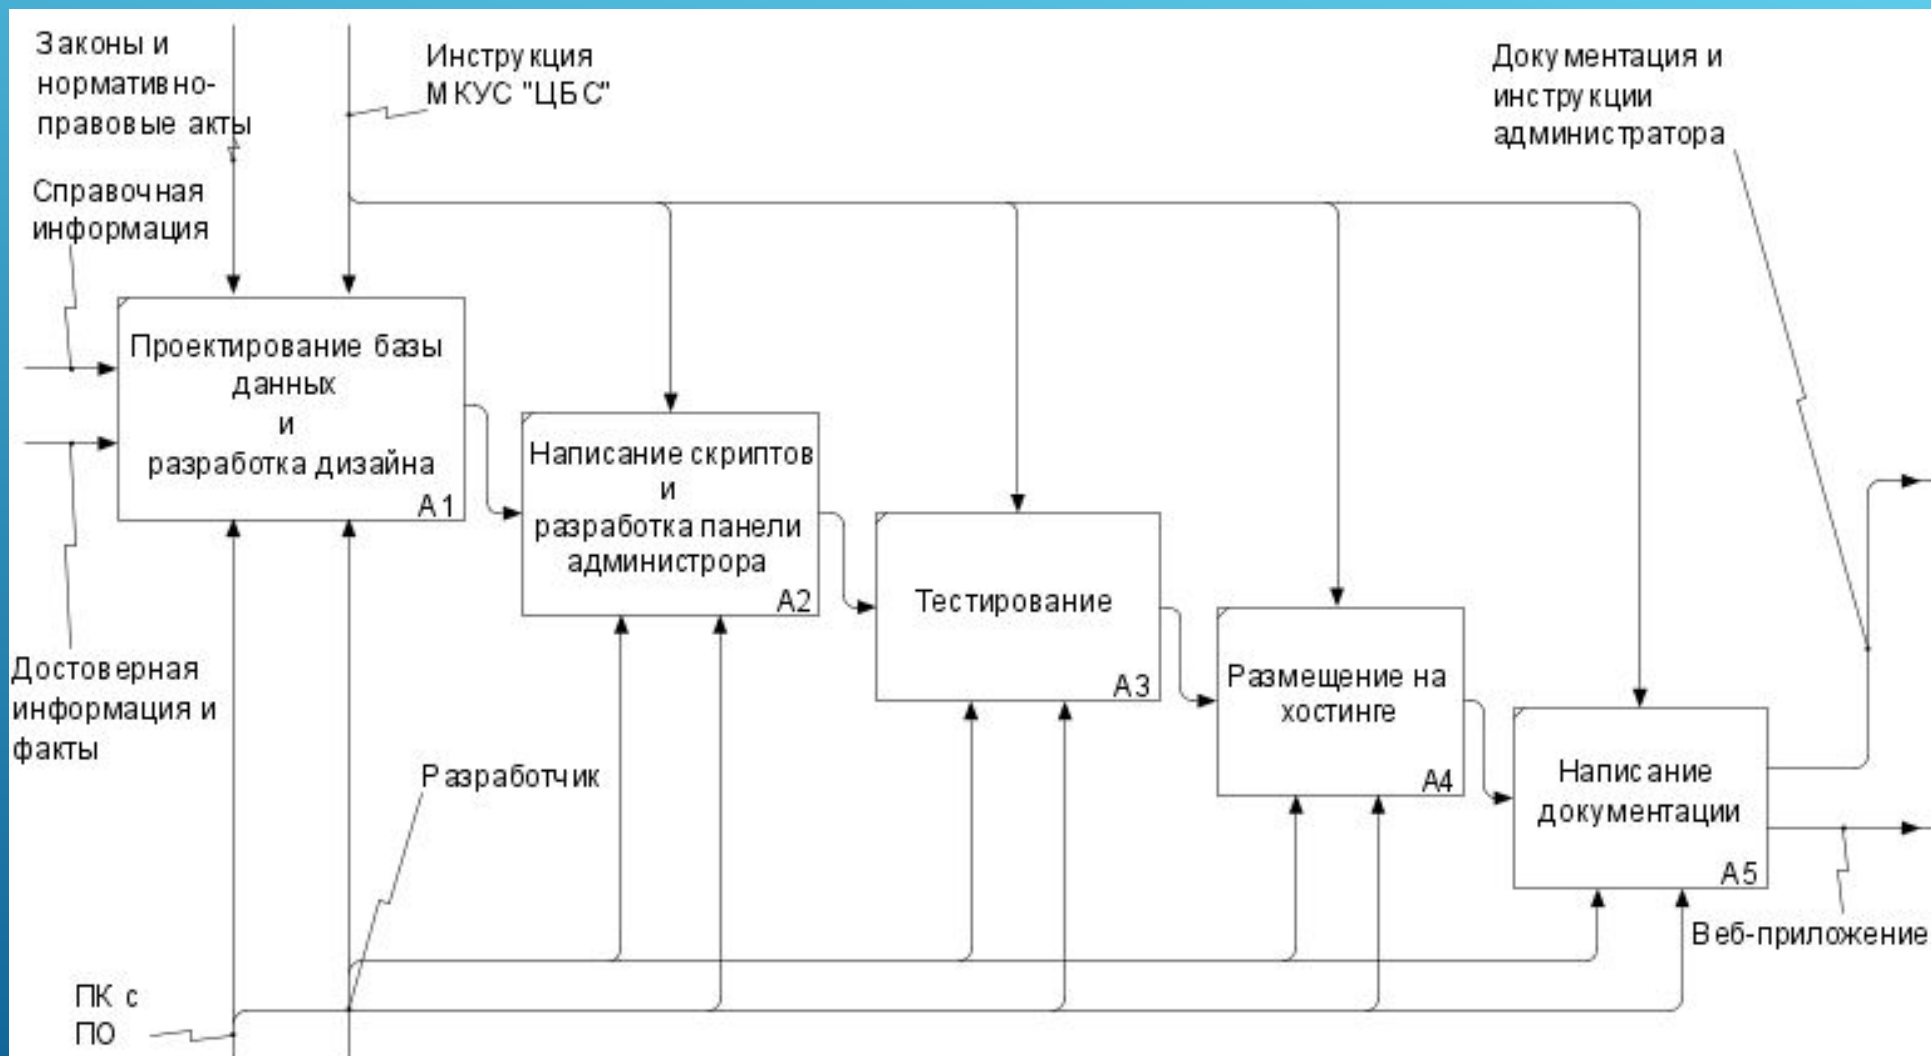 Законы и
нормативно-
правовые акты
Инструкция
МКУС "ЦБС"
Документация и
инструкции
администратора
Справочная
информация
Проектирование базы
данных
и
разработка дизайна
А1
Написание скриптов
и
разработка панели
администрора
А2
Тестирование
А3
Размещение на
хостинге
А4
Написание
документации
А5
Достоверная
информация и
факты
Разработчик
Веб-приложение
ПК с
ПО